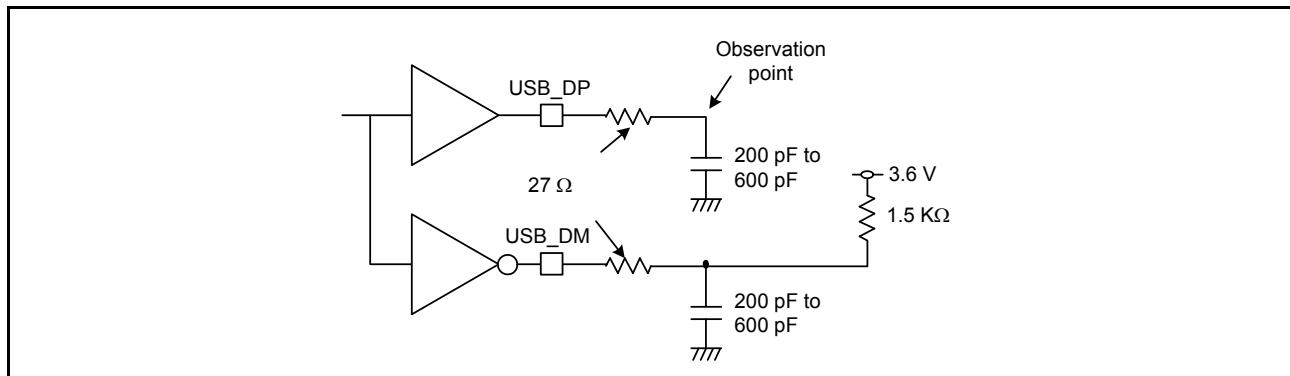 Observation
point
USB_DP
200 pF to
600 pF
27 Ω
3.6 V
1.5 KΩ
USB_DM
200 pF to
600 pF